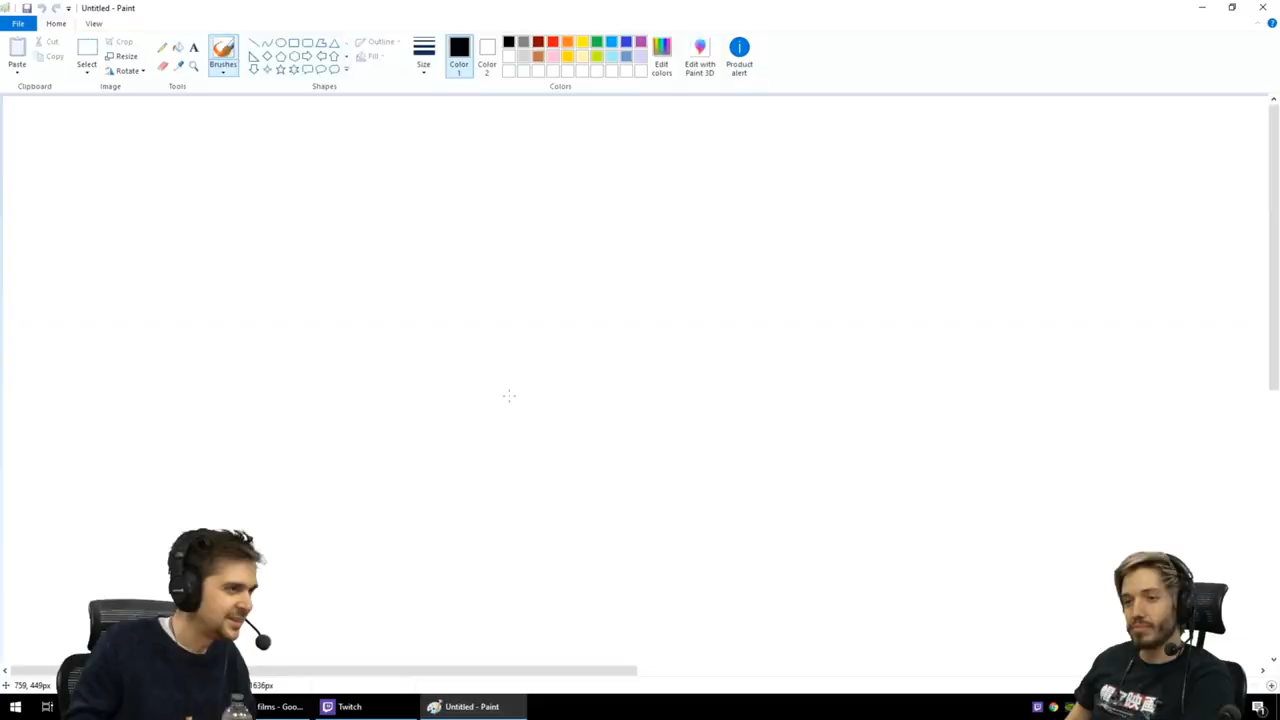 Untitled - Paint
File
Home
View
Paste
Cut
Copy
Clipboard
Select
Crop
Resize
Rotate
Image
A
Tools
Brushes
Shapes
Outline
Fill
Size
Color
1
Color
2
Colors
Edit
colors
Edit with
Paint 3D
Product
alert
759, 449px
1636px
films - Goo...
Twitch
Untitled - Paint